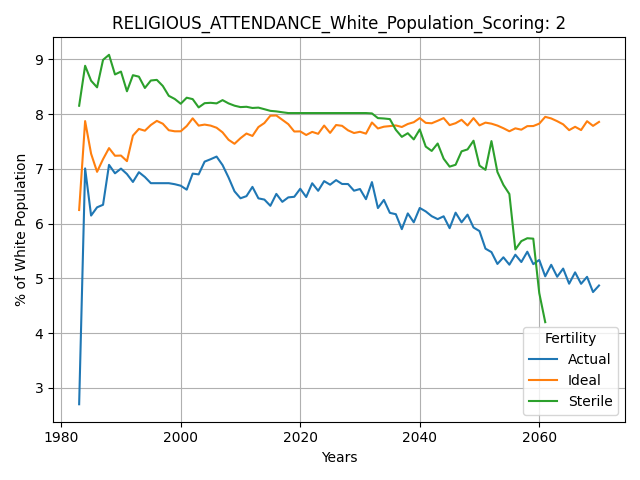 RELIGIOUS_ATTENDANCE_White_Population_Scoring: 2
% of White Population
9
8
7
6
5
4
3
1980
2000
2020
2040
2060
Years
Fertility
Actual
Ideal
Sterile